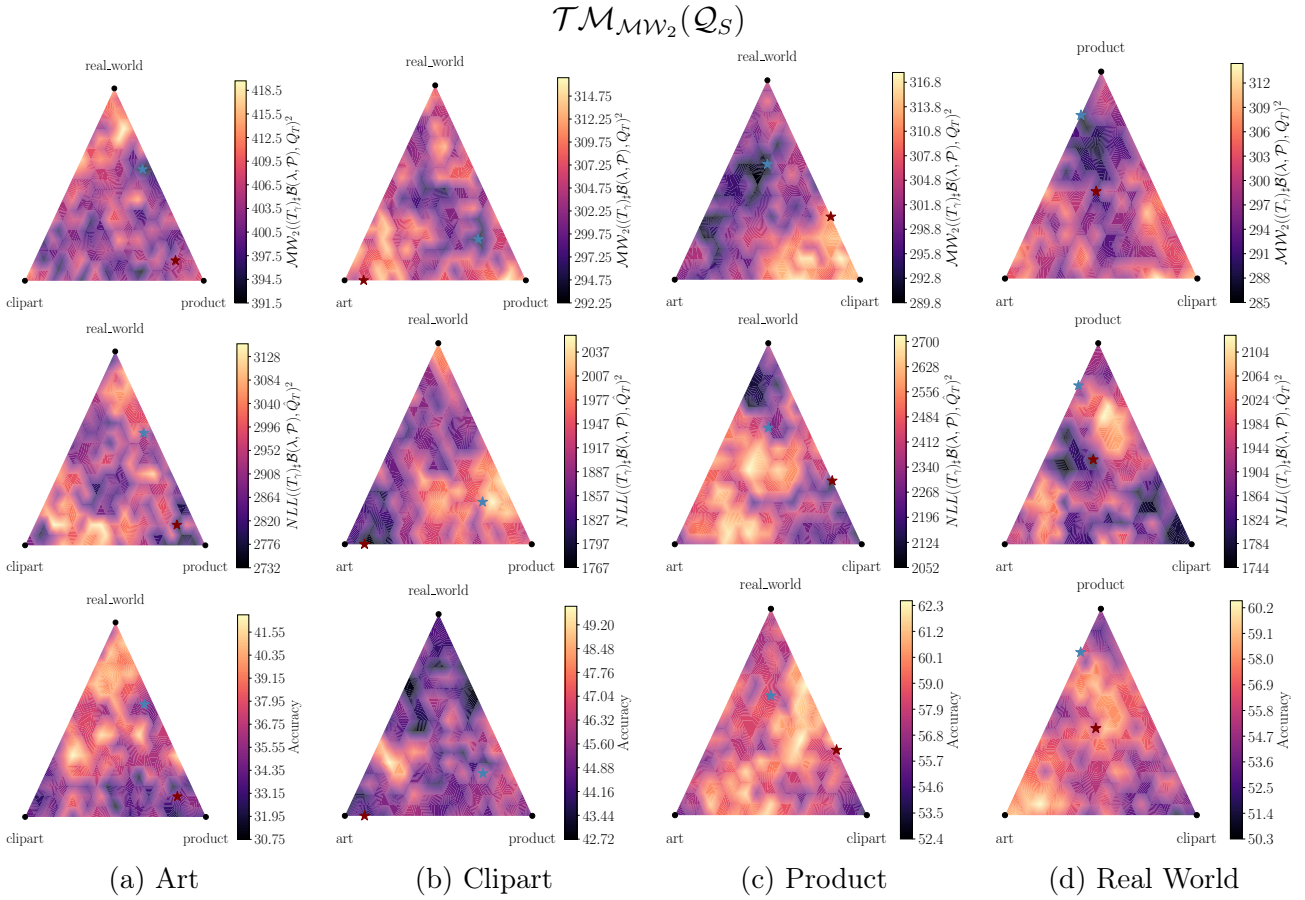 𝒯ℳ_{ℳ𝒲₂}(𝒬_S)
real_world
clipart
product
418.5
415.5
412.5
409.5
406.5
403.5
400.5
397.5
394.5
391.5
ℳ𝒲₂((T_γ)_♯ℬ(λ, 𝒫), Q_T)²
real_world
art
product
314.75
312.25
309.75
307.25
304.75
302.25
299.75
297.25
294.75
292.25
ℳ𝒲₂((T_γ)_♯ℬ(λ, 𝒫), Q_T)²
real_world
art
clipart
316.8
313.8
310.8
307.8
304.8
301.8
298.8
295.8
292.8
289.8
ℳ𝒲₂((T_γ)_♯ℬ(λ, 𝒫), Q_T)²
product
art
clipart
312
309
306
303
300
297
294
291
288
285
ℳ𝒲₂((T_γ)_♯ℬ(λ, 𝒫), Q_T)²
real_world
clipart
product
3128
3084
3040
2996
2952
2908
2864
2820
2776
2732
NLL((T_γ)_♯ℬ(λ, 𝒫), Q_T)²
real_world
art
product
2037
2007
1977
1947
1917
1887
1857
1827
1797
1767
NLL((T_γ)_♯ℬ(λ, 𝒫), Q_T)²
real_world
art
clipart
2700
2628
2556
2484
2412
2340
2268
2196
2124
2052
NLL((T_γ)_♯ℬ(λ, 𝒫), Q_T)²
product
art
clipart
2104
2064
2024
1984
1944
1904
1864
1824
1784
1744
NLL((T_γ)_♯ℬ(λ, 𝒫), Q_T)²
real_world
clipart
product
41.55
40.35
39.15
37.95
36.75
35.55
34.35
33.15
31.95
30.75
Accuracy
real_world
art
product
49.20
48.48
47.76
47.04
46.32
45.60
44.88
44.16
43.44
42.72
Accuracy
real_world
art
clipart
62.3
61.2
60.1
59.0
57.9
56.8
55.7
54.6
53.5
52.4
Accuracy
product
art
clipart
60.2
59.1
58.0
56.9
55.8
54.7
53.6
52.5
51.4
50.3
Accuracy
(a) Art
(b) Clipart
(c) Product
(d) Real World